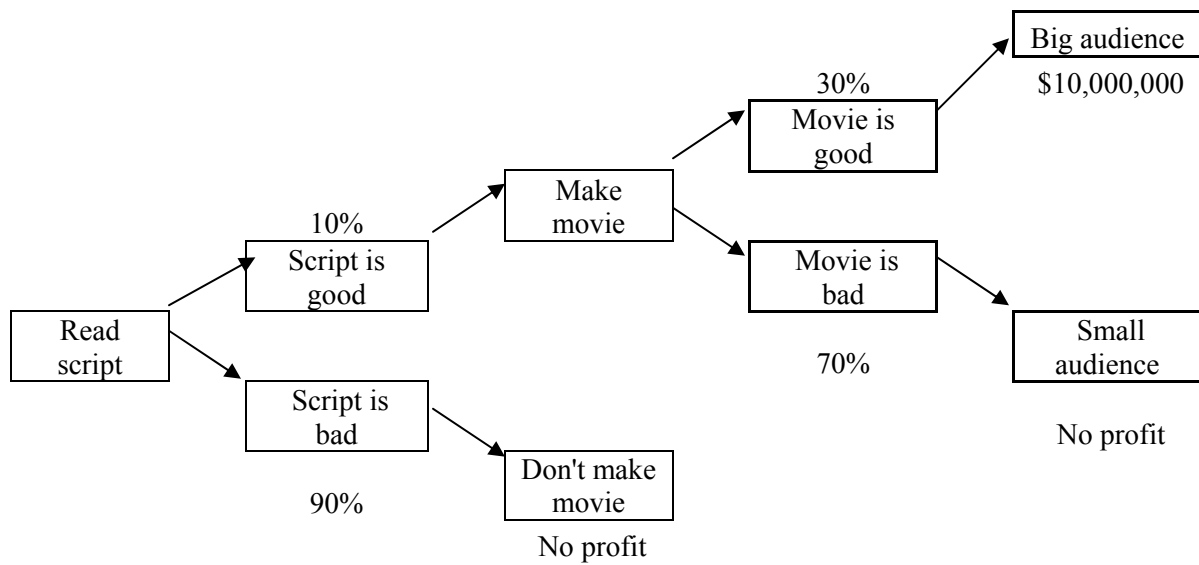 Big audience
$10,000,000
30%
Movie is
good
Make
movie
10%
Script is
good
Movie is
bad
70%
Read
script
Small
audience
No profit
Script is
bad
90%
Don't make
movie
No profit